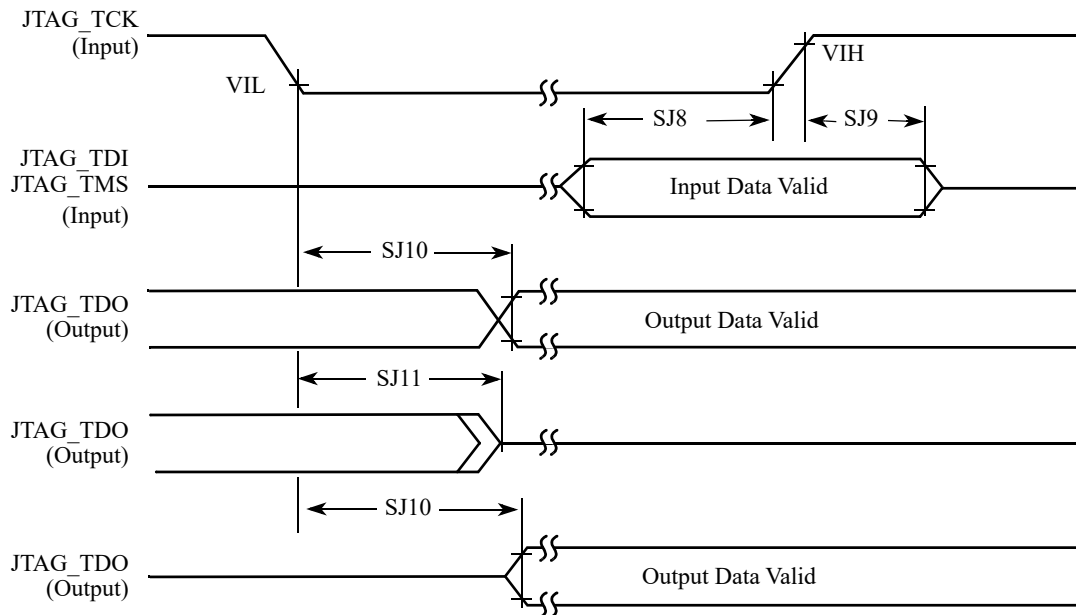 JTAG_TCK
(Input)
VIL
VIH
SJ8
SJ9
JTAG_TDI
JTAG_TMS
(Input)
Input Data Valid
SJ10
JTAG_TDO
(Output)
Output Data Valid
SJ11
JTAG_TDO
(Output)
SJ10
JTAG_TDO
(Output)
Output Data Valid